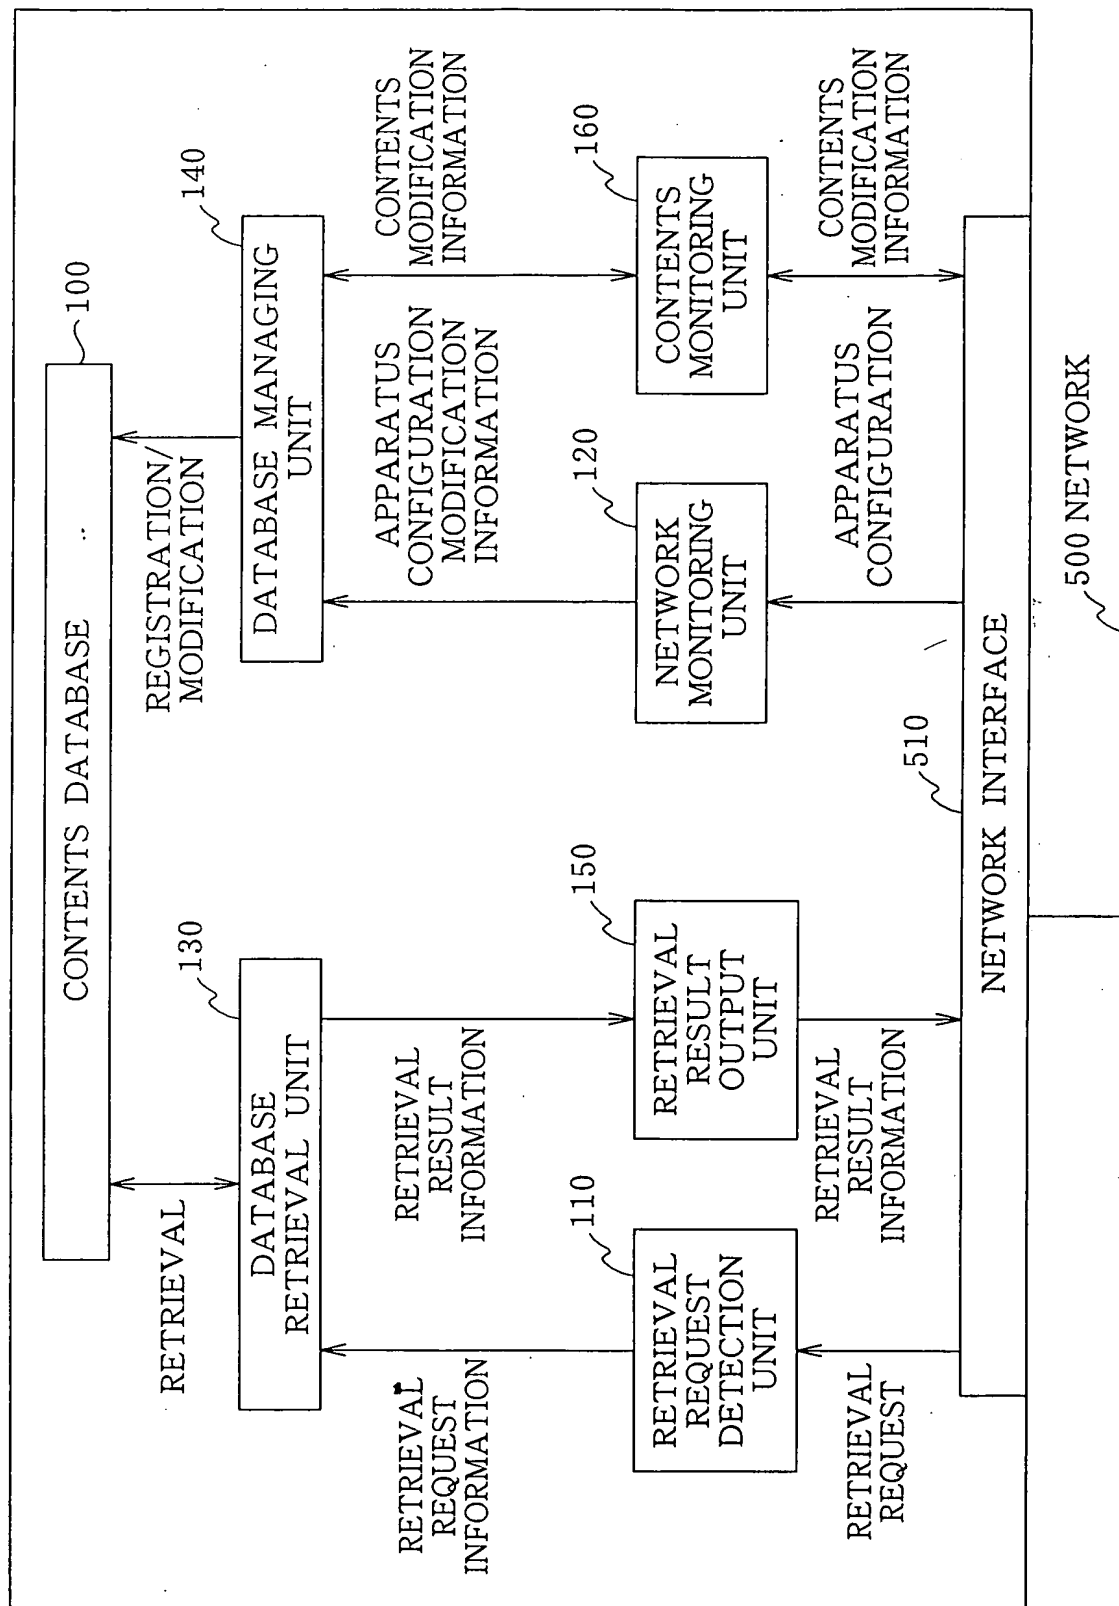 CONTENTS DATABASE
100
RETRIEVAL
REGISTRATION/
MODIFICATION
DATABASE
RETRIEVAL UNIT
130
DATABASE MANAGING
UNIT
140
RETRIEVAL
REQUEST
INFORMATION
RETRIEVAL
RESULT
INFORMATION
APPARATUS
CONFIGURATION
MODIFICATION
INFORMATION
CONTENTS
MODIFICATION
INFORMATION
RETRIEVAL
REQUEST
DETECTION
UNIT
110
RETRIEVAL
RESULT
OUTPUT
UNIT
150
NETWORK
MONITORING
UNIT
120
CONTENTS
MONITORING
UNIT
160
RETRIEVAL
REQUEST
RETRIEVAL
RESULT
INFORMATION
APPARATUS
CONFIGURATION
CONTENTS
MODIFICATION
INFORMATION
510
NETWORK INTERFACE
500 NETWORK